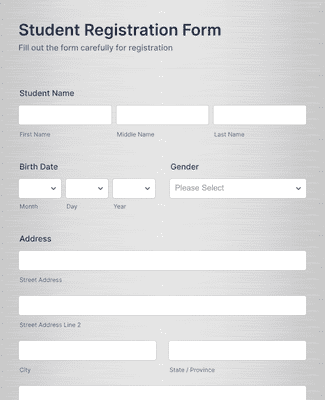 Student Registration Form
Fill out the form carefully for registration
Student Name
First Name Middle Name Last Name
Birth Date Gender
Please Select
Month Day Year
Address
Street Address
Street Address Line 2
City State / Province